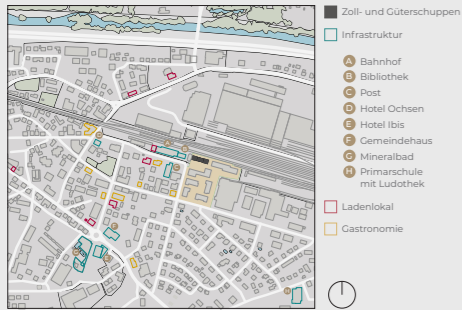 Zoll- und Güterschuppen
Infrastruktur
A Bahnhof
B Bibliothek
C Post
D Hotel Ochsen
E Hotel Ibis
F Gemeindehaus
G Mineralbad
H Primarschule
mit Ludothek
Ladenlokal
Gastronomie